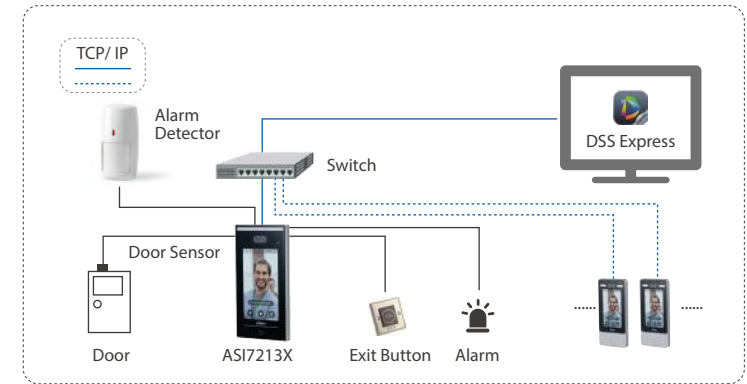 TCP/ IP
Alarm
Detector
Switch
DSS Express
Door Sensor
Door
ASI7213X
Exit Button
Alarm